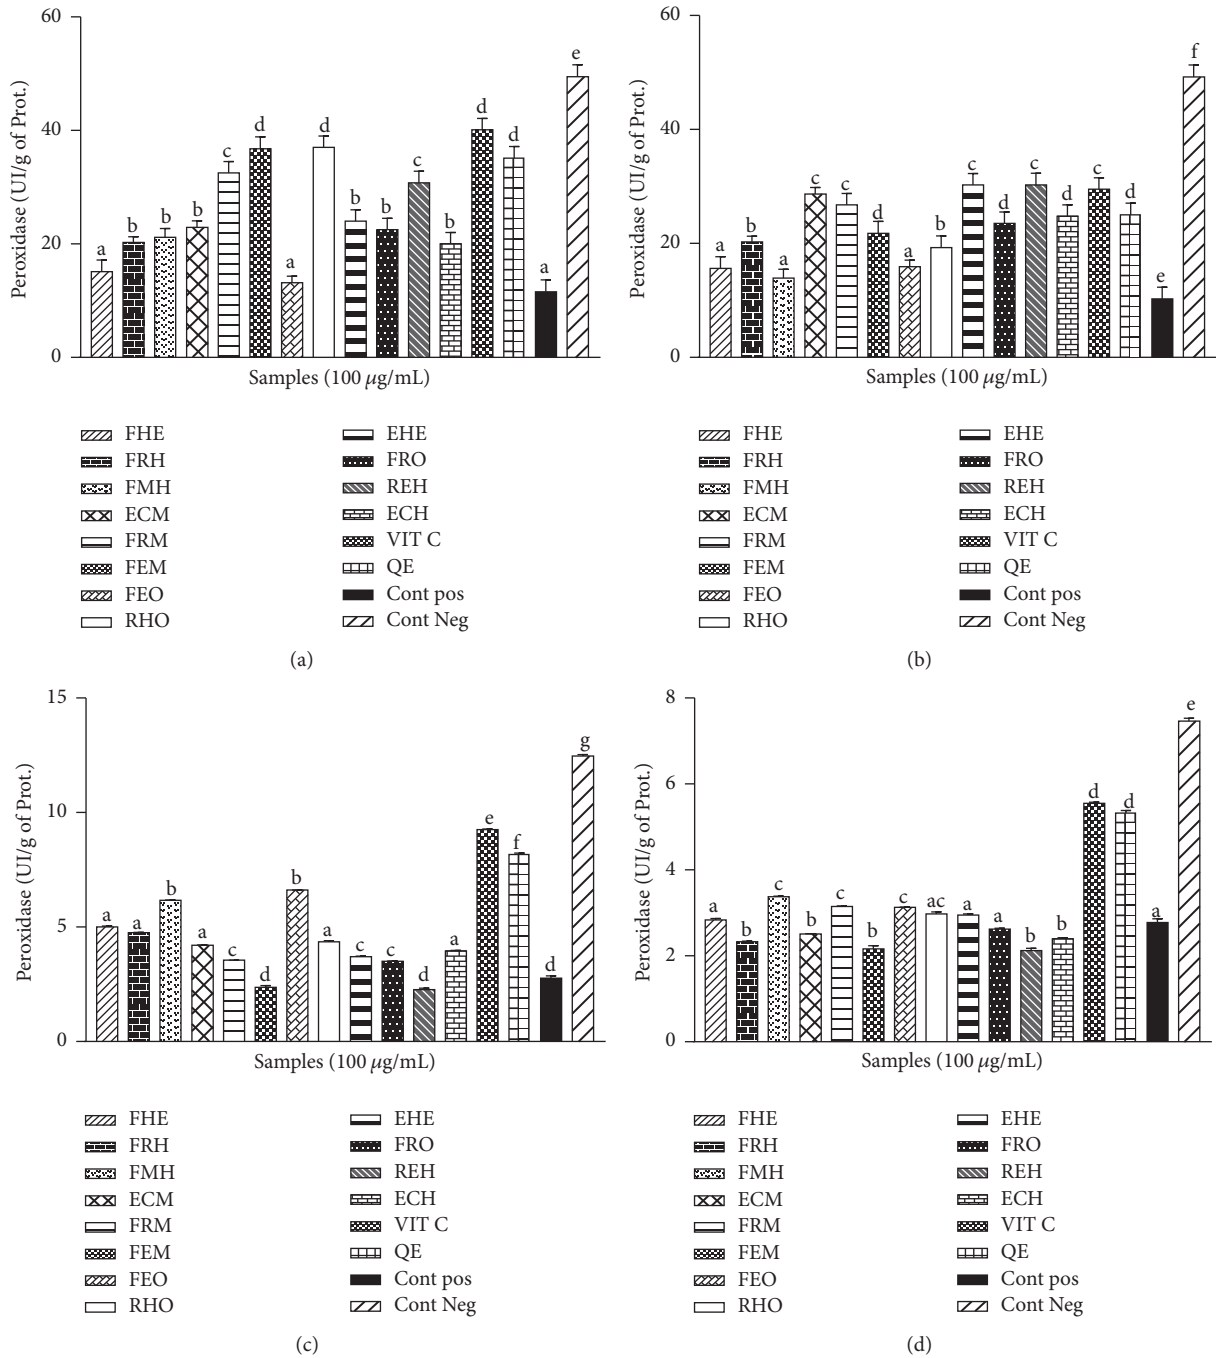 60
40
20
0
Peroxidase (UI/g of Prot.)
a b b b c d a d b b c b d d a e
Samples (100 μg/mL)
FHE
FRH
FMH
ECM
FRM
FEM
FEO
RHO
EHE
FRO
REH
ECH
VIT C
QE
Cont pos
Cont Neg
(a)
60
40
20
0
Peroxidase (UI/g of Prot.)
a b a c c d a b c d c d c d e f
Samples (100 μg/mL)
FHE
FRH
FMH
ECM
FRM
FEM
FEO
RHO
EHE
FRO
REH
ECH
VIT C
QE
Cont pos
Cont Neg
(b)
15
10
5
0
Peroxidase (UI/g of Prot.)
a a b a c d b a c c d a e f d g
Samples (100 μg/mL)
FHE
FRH
FMH
ECM
FRM
FEM
FEO
RHO
EHE
FRO
REH
ECH
VIT C
QE
Cont pos
Cont Neg
(c)
8
6
4
2
0
Peroxidase (UI/g of Prot.)
a b c b c b c ac a a b b d d a e
Samples (100 μg/mL)
FHE
FRH
FMH
ECM
FRM
FEM
FEO
RHO
EHE
FRO
REH
ECH
VIT C
QE
Cont pos
Cont Neg
(d)